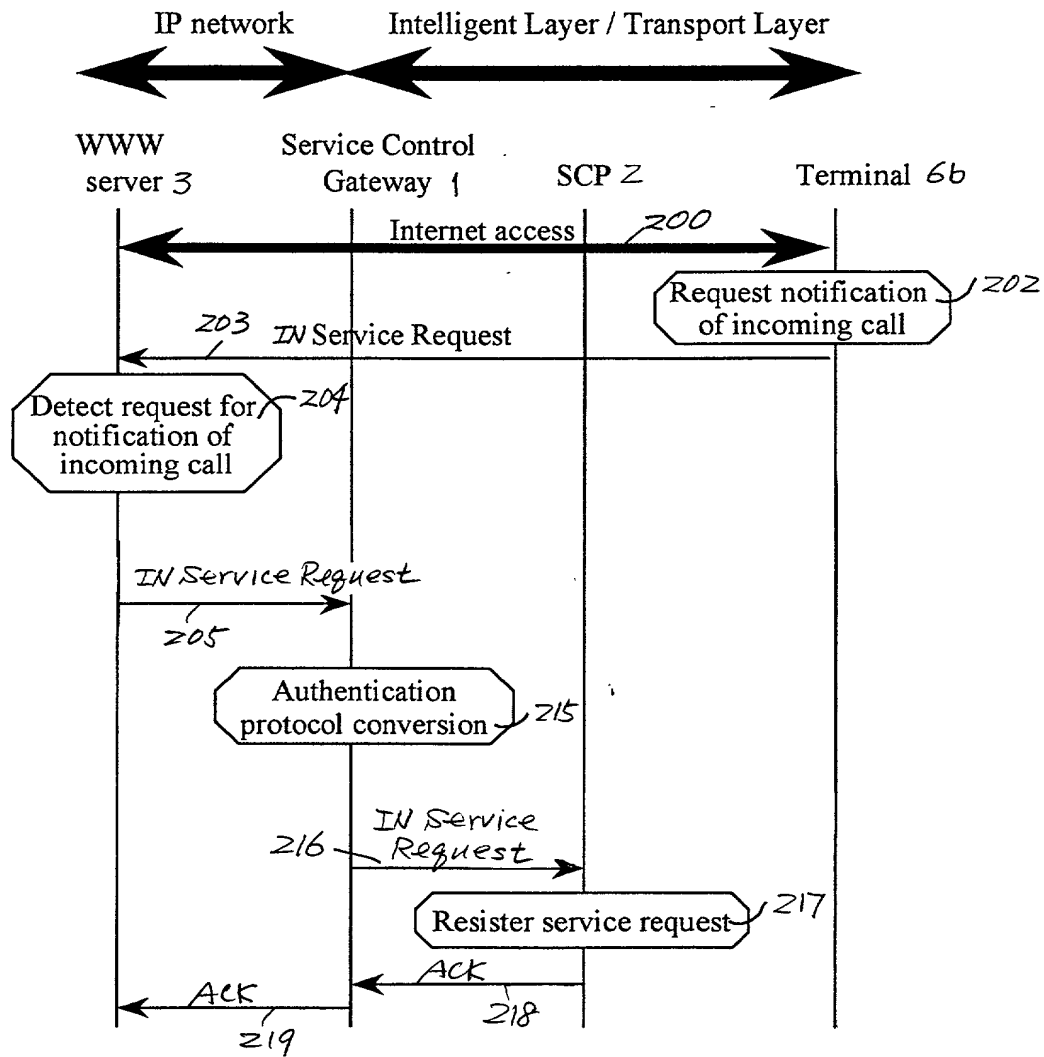 IP network
Intelligent Layer / Transport Layer
WWW
server 3
Service Control
Gateway 1
SCP 2
Terminal 6b
Internet access
200
Request notification
of incoming call
202
203
IN Service Request
Detect request for
notification of
incoming call
204
IN Service Request
205
Authentication
protocol conversion
215
IN Service
Request
216
Resister service request
217
ACK
218
ACK
219